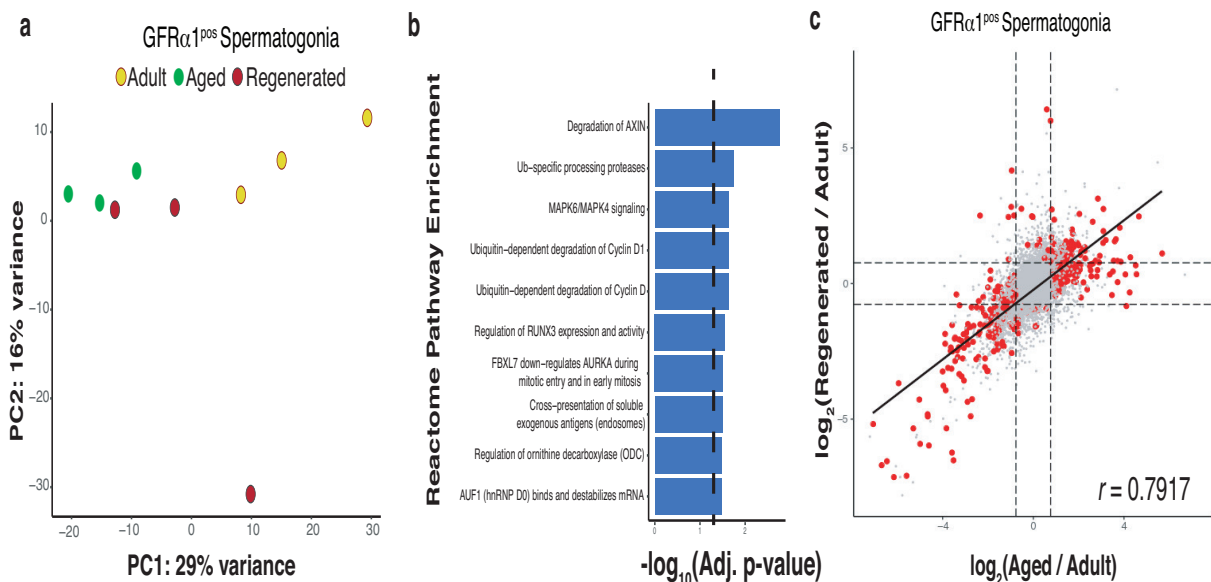 a
GFRα1pos Spermatogonia
Adult Aged Regenerated
PC2: 16% variance
10
0
−10
−20
−30
−20
−10
0
10
20
30
PC1: 29% variance
b
Reactome Pathway Enrichment
Degradation of AXIN
Ub−specific processing proteases
MAPK6/MAPK4 signaling
Ubiquitin−dependent degradation of Cyclin D1
Ubiquitin−dependent degradation of Cyclin D
Regulation of RUNX3 expression and activity
FBXL7 down−regulates AURKA during
mitotic entry and in early mitosis
Cross−presentation of soluble
exogenous antigens (endosomes)
Regulation of ornithine decarboxylase (ODC)
AUF1 (hnRNP D0) binds and destabilizes mRNA
0
1
2
-log10(Adj. p-value)
c
GFRα1pos Spermatogonia
log2(Regenerated / Adult)
5
0
−5
r = 0.7917
−4
0
4
log2(Aged / Adult)